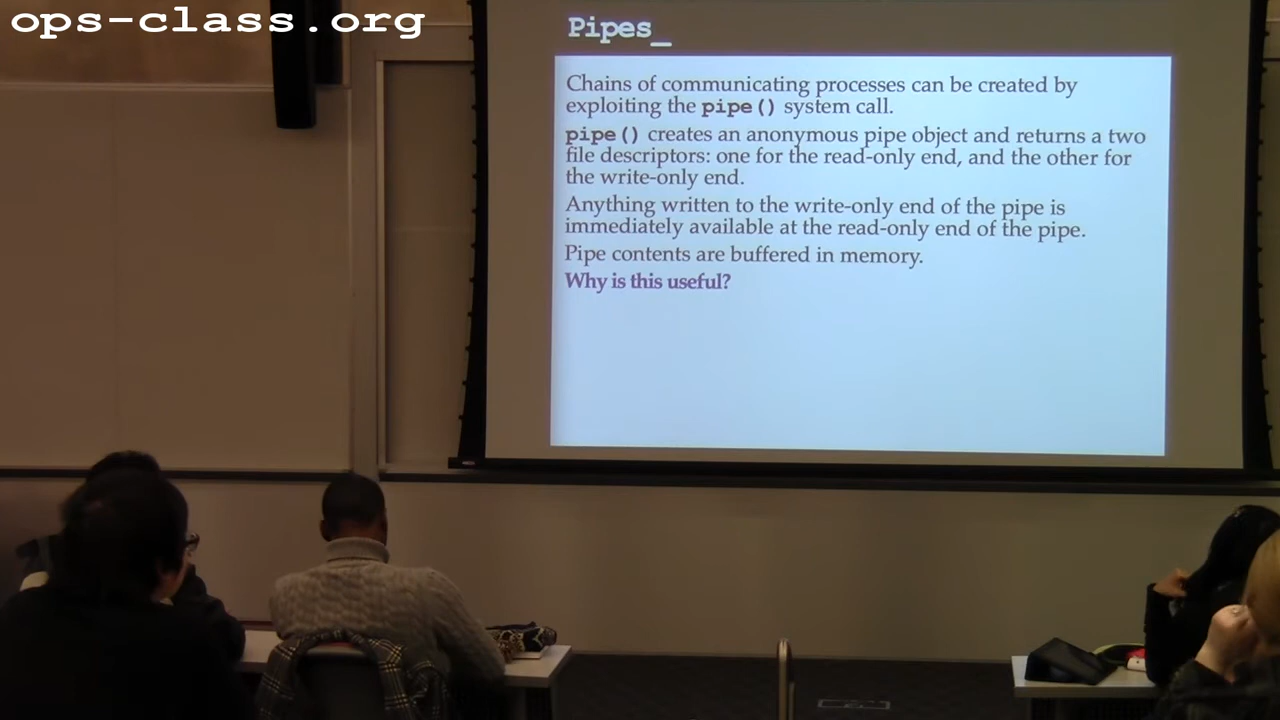 ops-class.org
Pipes_
Chains of communicating processes can be created by
exploiting the pipe() system call.
pipe() creates an anonymous pipe object and returns a two
file descriptors: one for the read-only end, and the other for
the write-only end.
Anything written to the write-only end of the pipe is
immediately available at the read-only end of the pipe.
Pipe contents are buffered in memory.
Why is this useful?